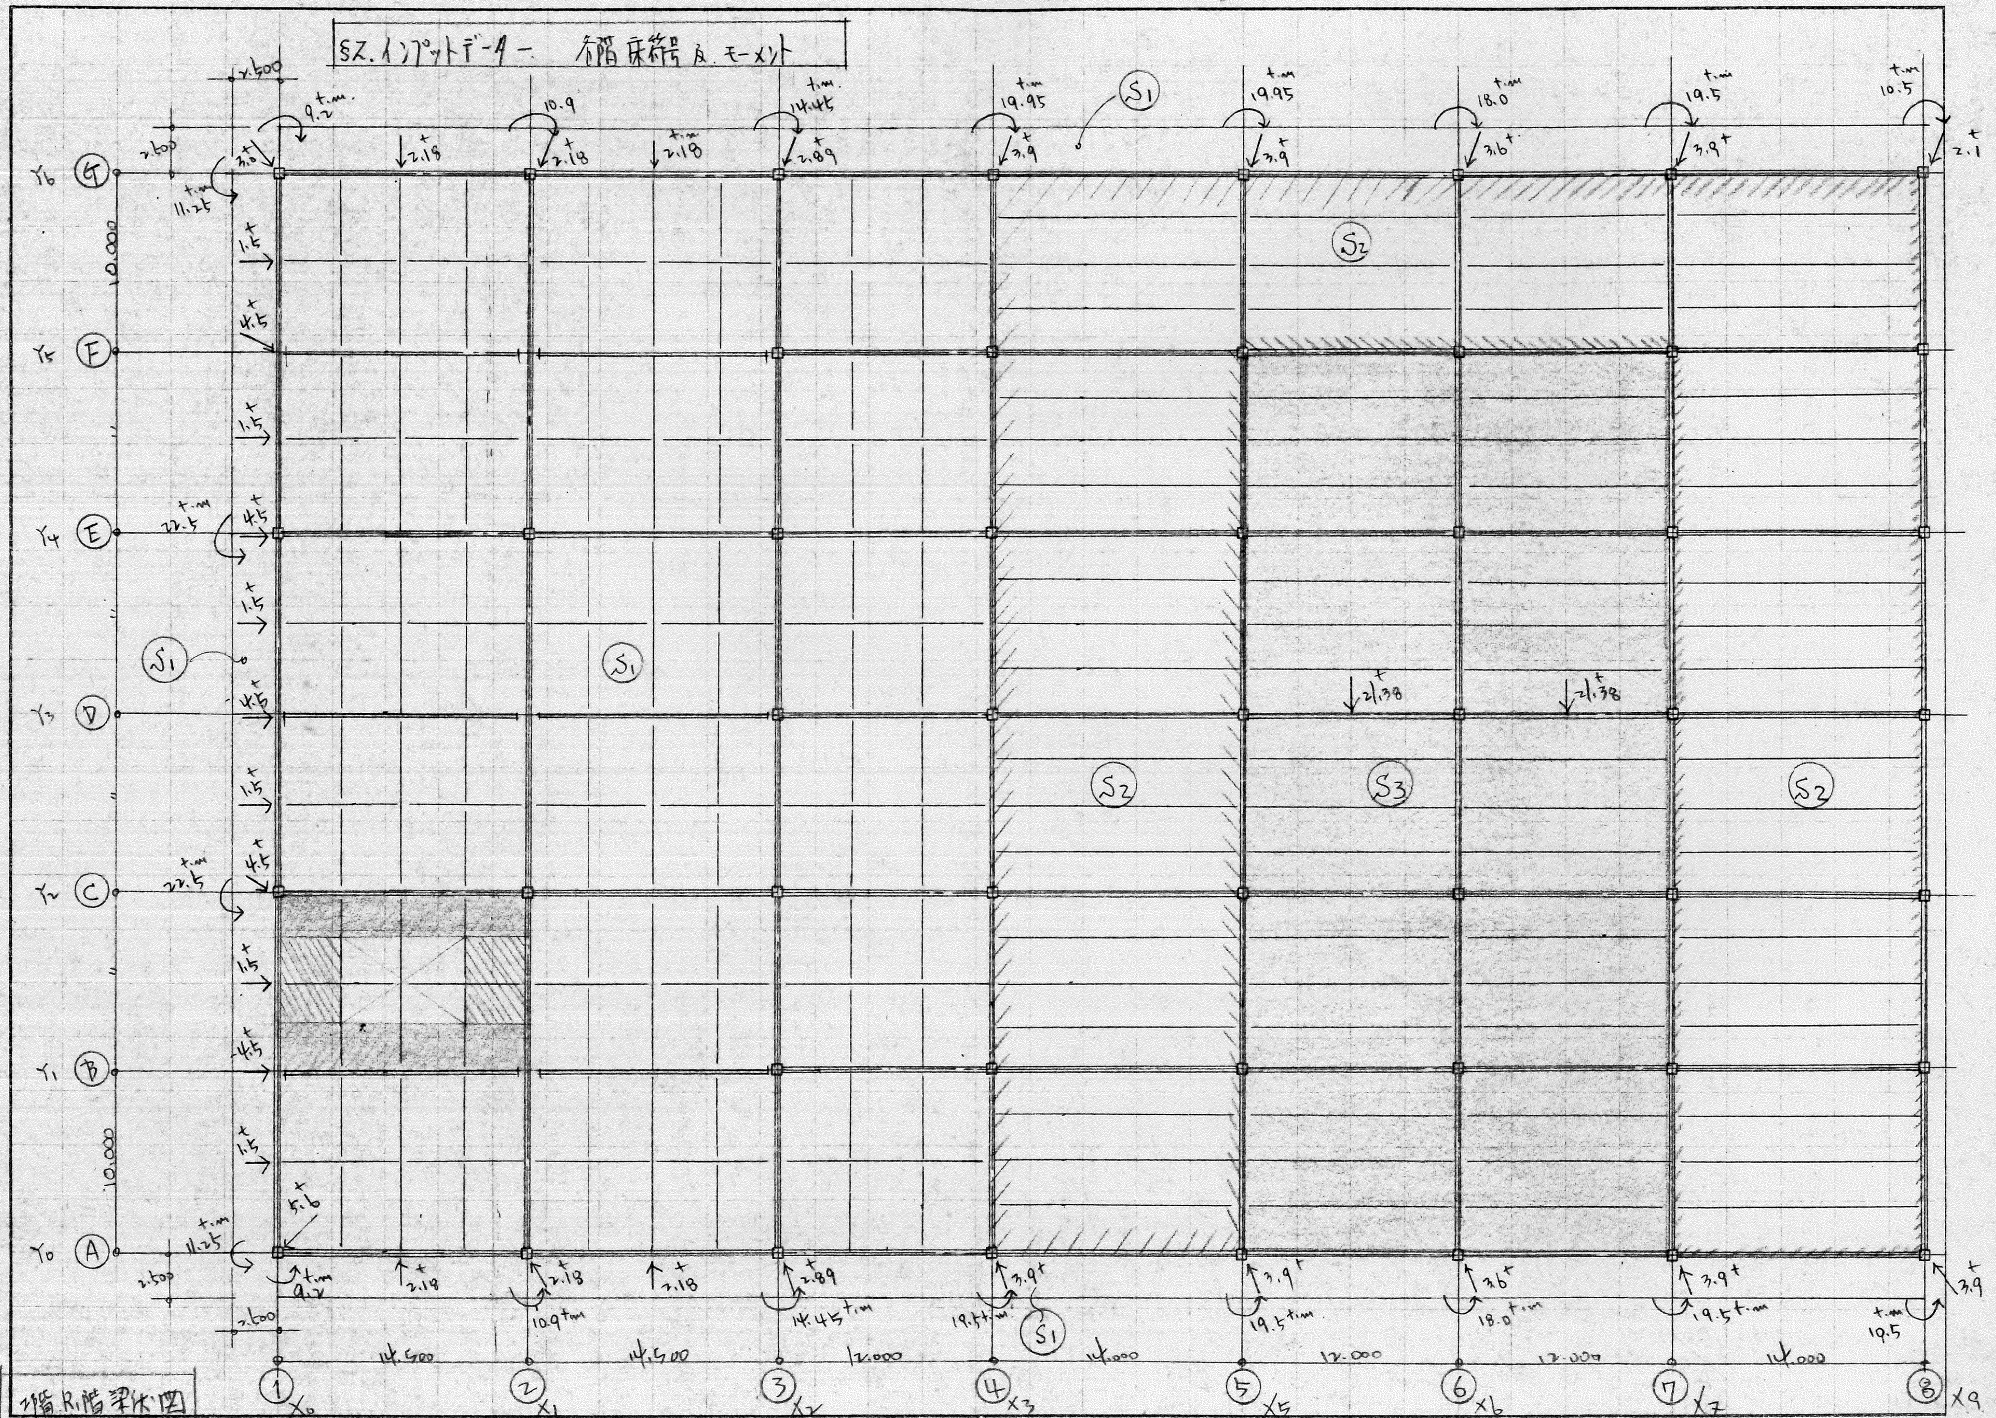 §2. インプットデーター 各階床符号及モーメント
2.500
9.2 t.m.
10.9
14.45 t.m.
19.95 t.m
S1
19.95 t.m
18.0 t.m
19.5 t.m
10.5 t.m
2.500
3.0 t
2.18 t
2.18 t
2.18 t.m
2.89 t
3.9 t
3.9 t
3.6 t
3.9 t
2.1 t
Y6 G
11.25 t.m
1.5 t
S2
10.000
4.5 t
Y5 F
1.5 t
22.5 t.m
4.5 t
Y4 E
1.5 t
S1
S1
4.5 t
21.38 t
21.38 t
Y3 D
1.5 t
S2
S3
S2
22.5 t.m
4.5 t
Y2 C
1.5 t
4.5 t
Y1 B
1.5 t
10.000
5.6 t
11.25 t.m
Y0 A
2.500
9.2 t.m
2.18 t
2.18 t
2.18 t
2.89 t
3.9 t
3.9 t
3.6 t
3.9 t
3.9 t
10.9 t.m
14.45 t.m
19.5 t.m
S1
19.5 t.m
18.0 t.m
19.5 t.m
10.5 t.m
2.500
14.500
14.500
12.000
14.000
12.000
12.000
14.000
1 2 3 4 5 6 7 8
X0 X1 X2 X3 X5 X6 X7 X9
2階R階梁伏図